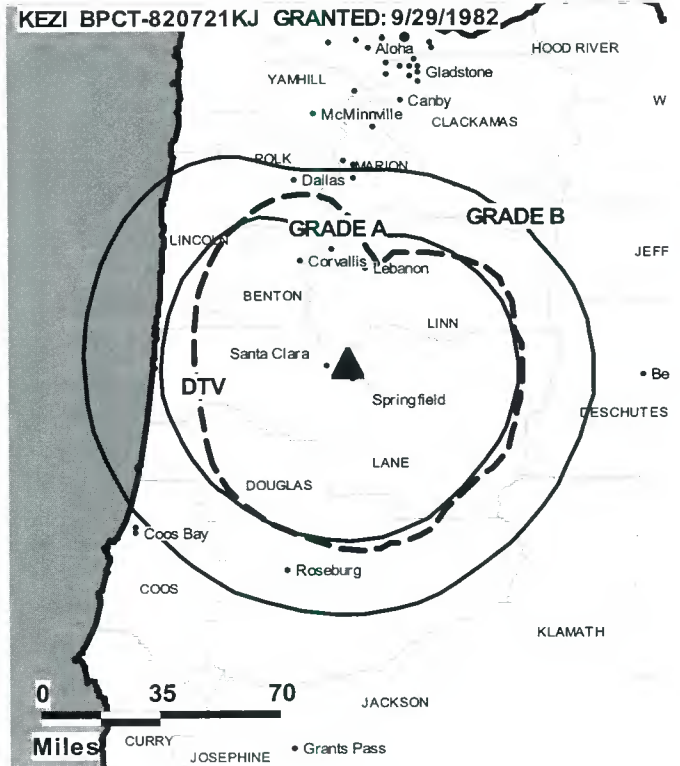 KEZI BPCT-820721KJ GRANTED: 9/29/1982
Aloha
HOOD RIVER
YAMHILL
Gladstone
Canby
W
McMinnville
CLACKAMAS
POLK
MARION
Dallas
GRADE B
GRADE A
LINCOLN
JEFF
Corvallis
Lebanon
BENTON
LINN
Santa Clara
Be
DTV
Springfield
DESCHUTES
LANE
DOUGLAS
Coos Bay
Roseburg
COOS
KLAMATH
0 35 70
JACKSON
Miles
CURRY
JOSEPHINE
Grants Pass